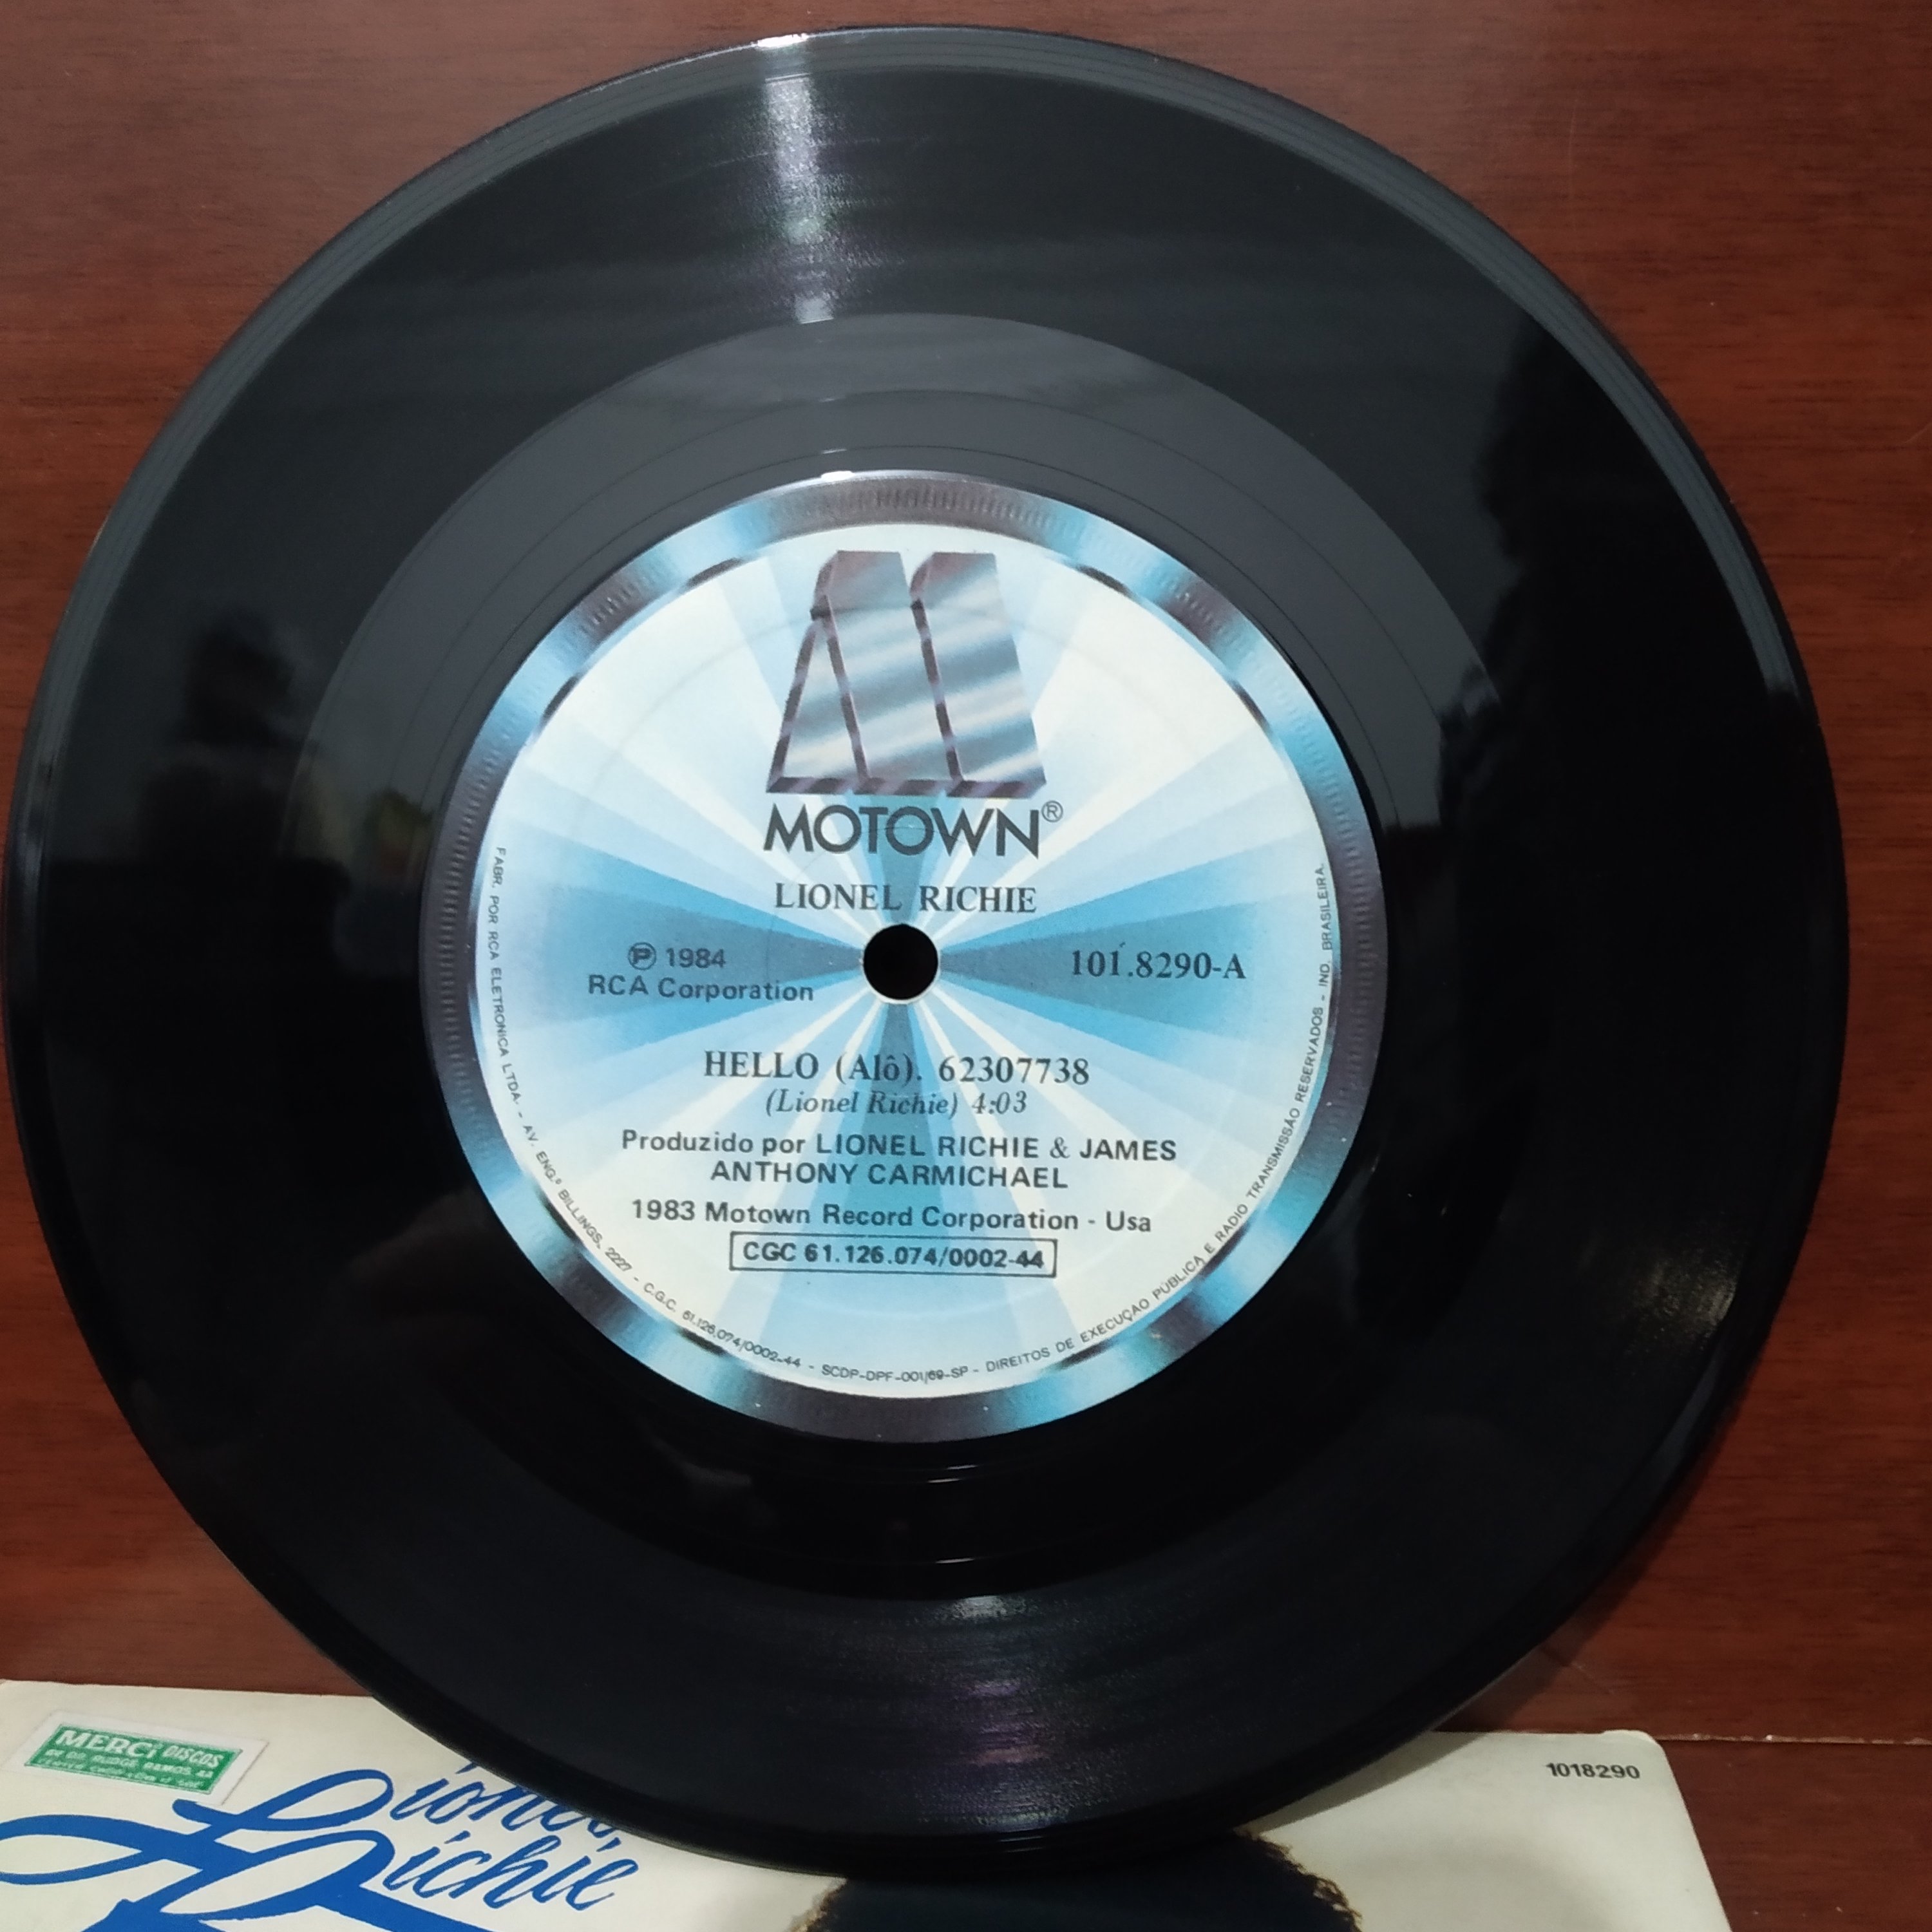 MOTOWN®
LIONEL RICHIE
Ⓟ 1984
RCA Corporation
101.8290-A
HELLO (Alô). 62307738
(Lionel Richie) 4:03
Produzido por LIONEL RICHIE & JAMES
ANTHONY CARMICHAEL
1983 Motown Record Corporation - Usa
CGC 61.126.074/0002-44
FABR. POR RCA ELETRONICA LTDA. - AV. ENG.º BILLINGS, 2227 - C.G.C. 61.126.074/0002-44 - SCDP-DPF-001/69-SP - DIREITOS DE EXECUÇÃO PÚBLICA E RADIO TRANSMISSÃO RESERVADOS - IND. BRASILEIRA.
MERCI DISCOS
Lionel
Richie
1018290